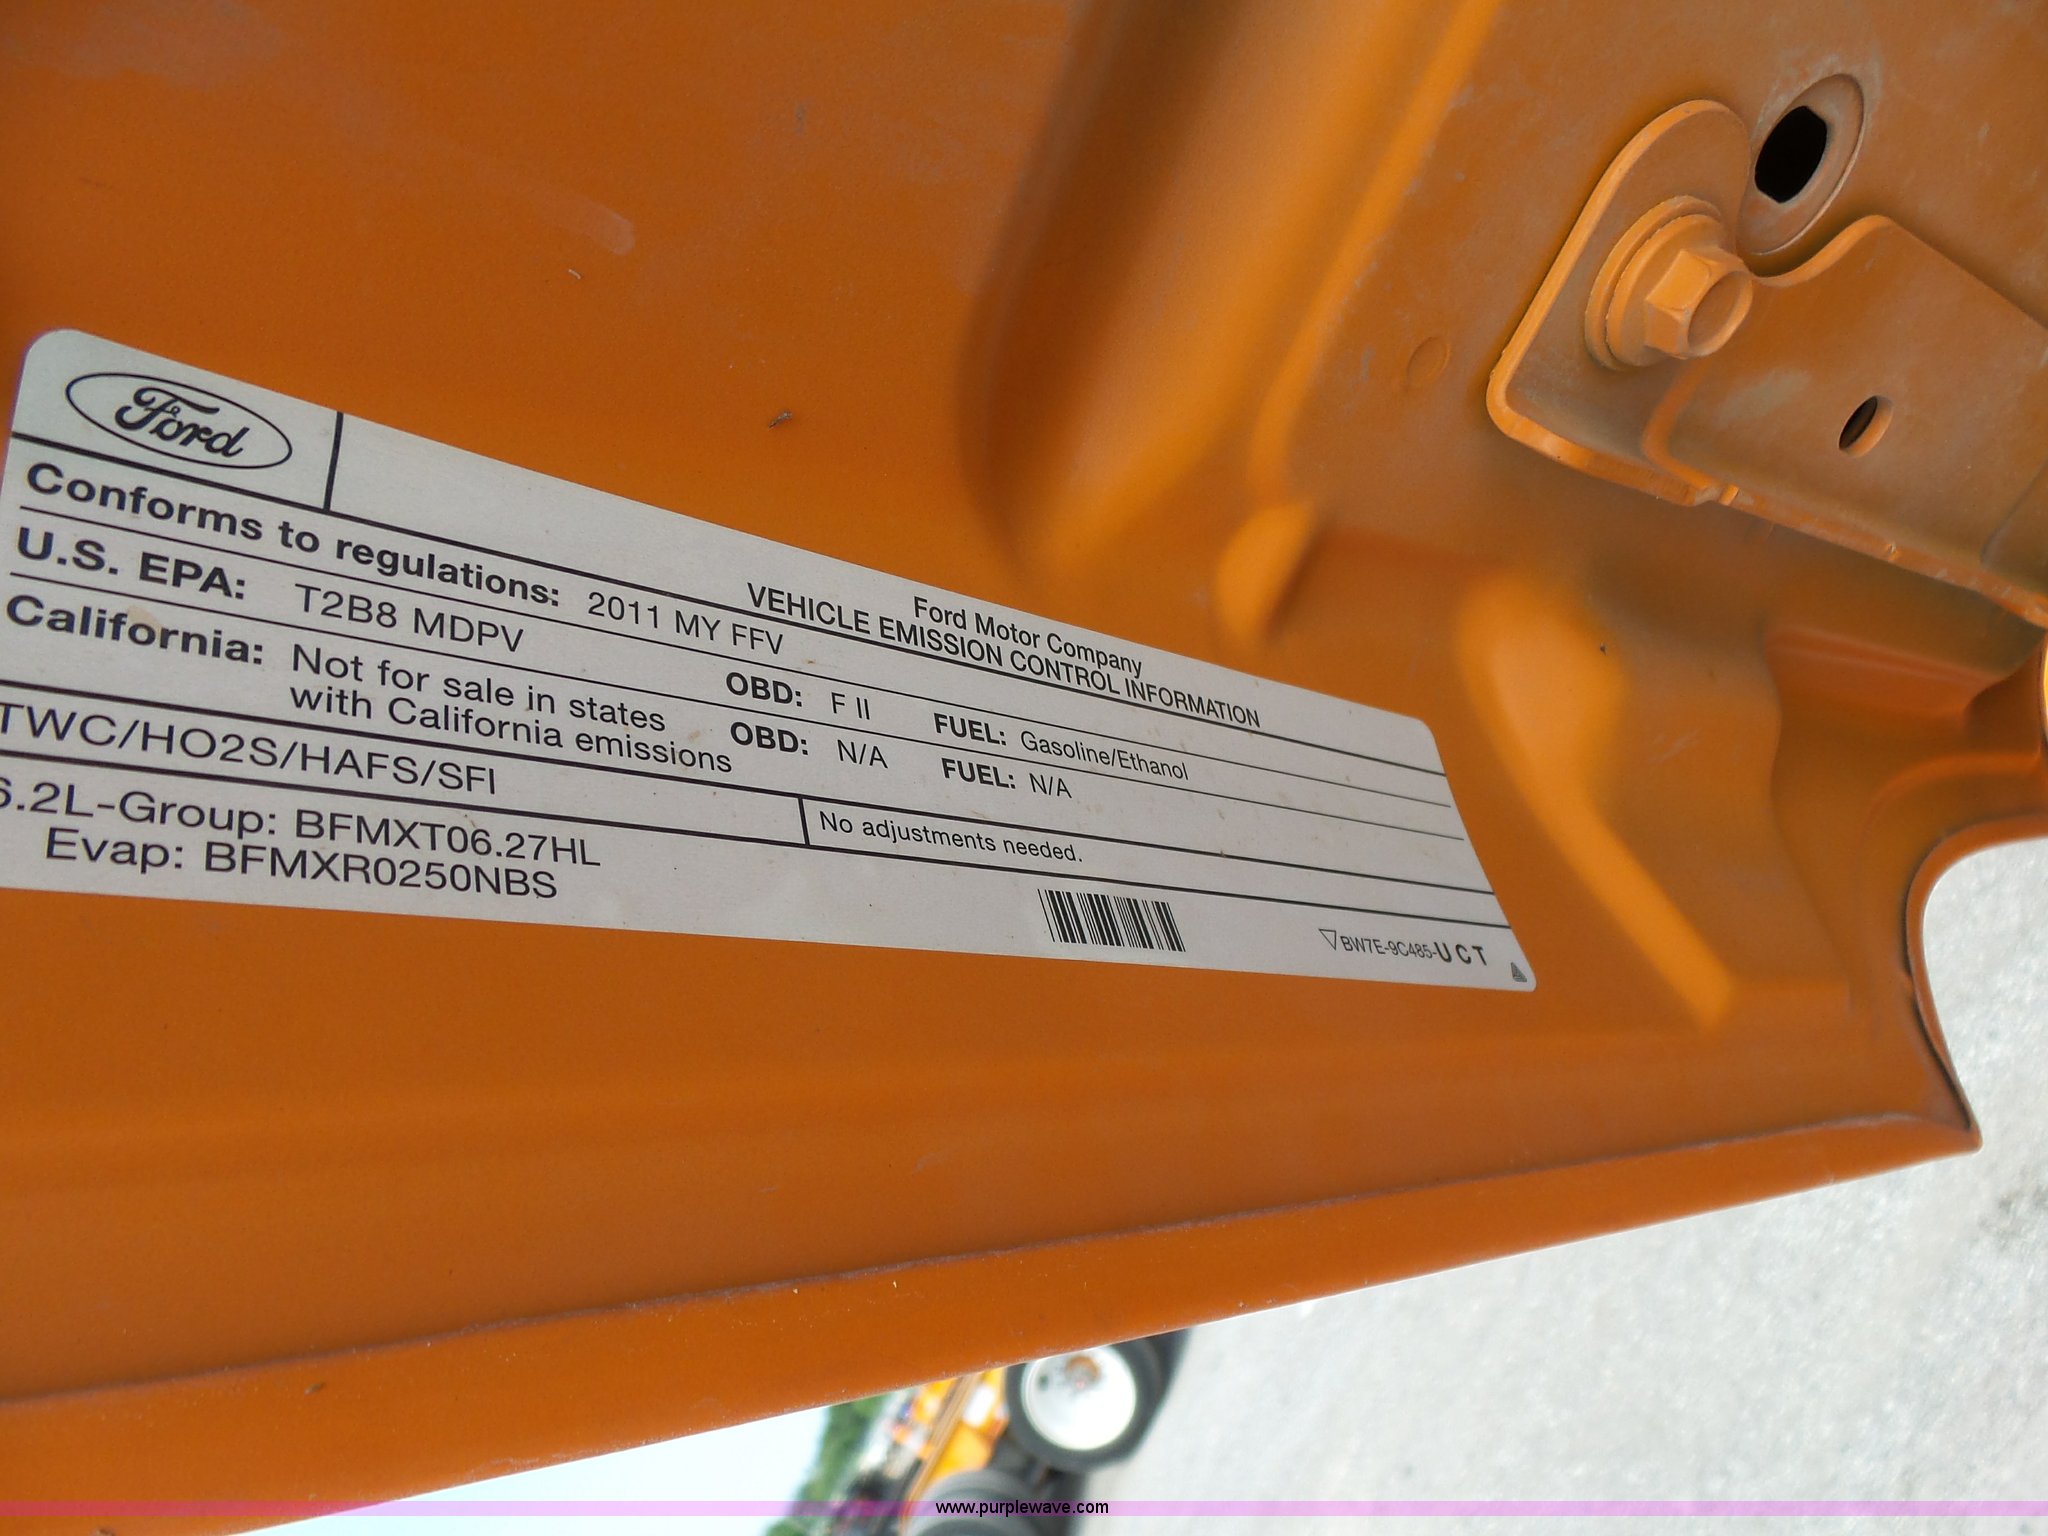 Ford
Ford Motor Company
VEHICLE EMISSION CONTROL INFORMATION
Conforms to regulations: 2011 MY FFV
U.S. EPA: T2B8 MDPV OBD: F II FUEL: Gasoline/Ethanol
California: Not for sale in states with California emissions OBD: N/A FUEL: N/A
TWC/HO2S/HAFS/SFI
No adjustments needed.
6.2L-Group: BFMXT06.27HL
Evap: BFMXR0250NBS
BW7E-9C485-UCT
www.purplewave.com